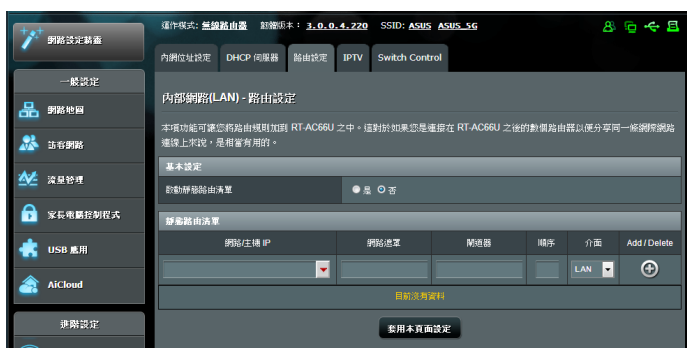 運作模式: 無線路由器 韌體版本： 3.0.0.4.220 SSID: ASUS ASUS_5G
網路設定精靈
內網位址設定 DHCP 伺服器 路由設定 IPTV Switch Control
一般設定
網路地圖
訪客網路
流量管理
家長電腦控制程式
USB 應用
AiCloud
進階設定
內部網路(LAN) - 路由設定
本項功能可讓您將路由規則加到 RT-AC66U 之中。這對於如果您是連接在 RT-AC66U 之後的數個路由器以便分享同一條網際網路
連線上來說，是相當有用的。
基本設定
啟動靜態路由清單 是 否
靜態路由清單
網路/主機 IP 網路遮罩 閘道器 順序 介面 Add / Delete
LAN
目前沒有資料
套用本頁面設定